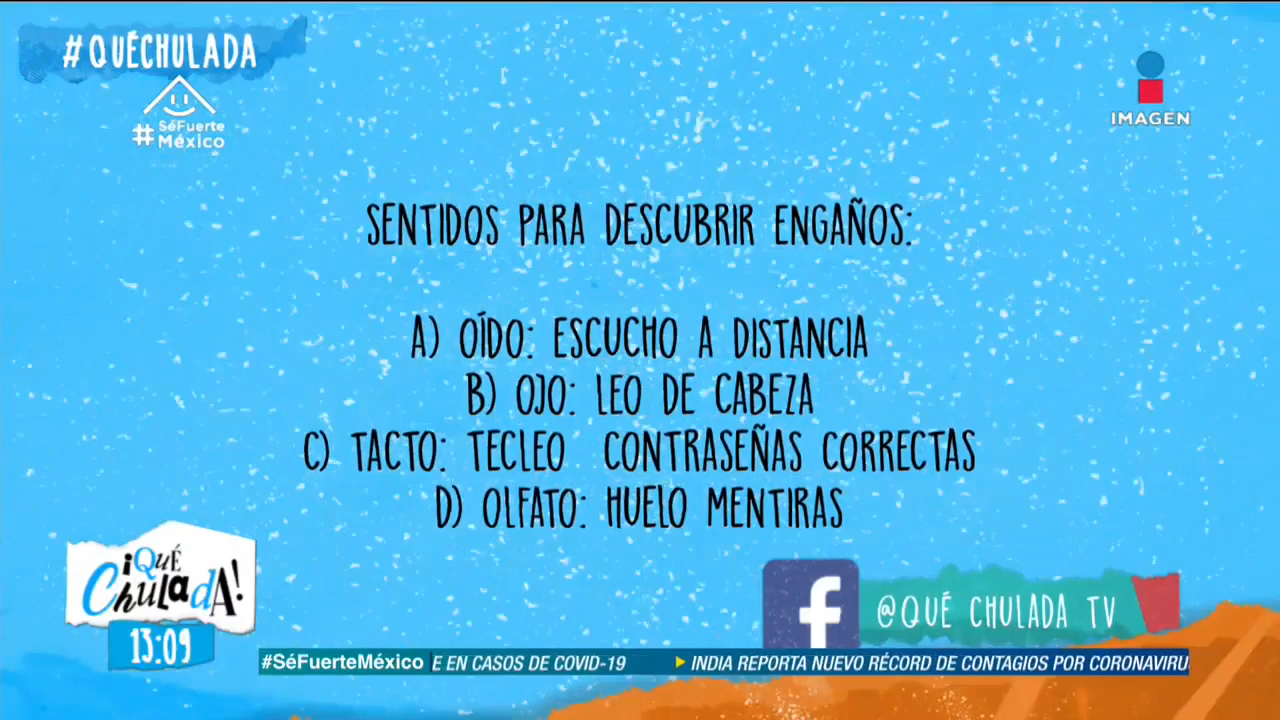 #QUÉCHULADA
#SéFuerte
México
IMAGEN
SENTIDOS PARA DESCUBRIR ENGAÑOS:
A) OÍDO: ESCUCHO A DISTANCIA
B) OJO: LEO DE CABEZA
C) TACTO: TECLEO CONTRASEÑAS CORRECTAS
D) OLFATO: HUELO MENTIRAS
¡QUÉ
ChuladA!
13:09
f @QUÉ CHULADA TV
#SéFuerteMéxico E EN CASOS DE COVID-19 INDIA REPORTA NUEVO RÉCORD DE CONTAGIOS POR CORONAVIRU